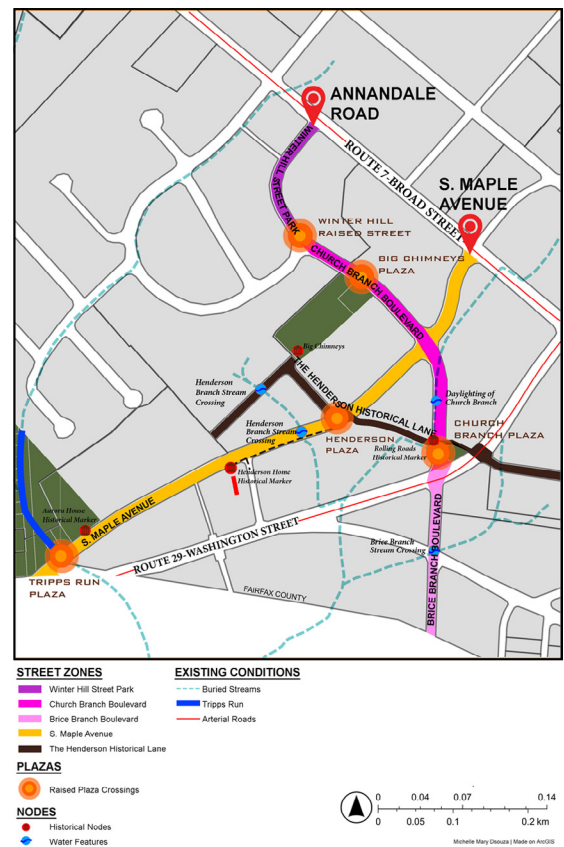 ANNANDALE
ROAD
ROUTE 7-BROAD STREET
S. MAPLE
AVENUE
WINTER HILL STREET PARK
WINTER HILL
RAISED STREET
CHURCH BRANCH BOULEVARD
BIG CHIMNEYS
PLAZA
Big Chimneys
THE HENDERSON HISTORICAL LANE
Henderson
Branch Stream
Crossing
Daylighting of
Church Branch
Henderson
Branch Stream
Crossing
HENDERSON
PLAZA
CHURCH
BRANCH PLAZA
Rolling Roads
Historical Marker
Henderson Home
Historical Marker
Aurora House
Historical Marker
S. MAPLE AVENUE
TRIPPS RUN
PLAZA
ROUTE 29-WASHINGTON STREET
Brice Branch
Stream Crossing
BRICE BRANCH BOULEVARD
FAIRFAX COUNTY
STREET ZONES
Winter Hill Street Park
Church Branch Boulevard
Brice Branch Boulevard
S. Maple Avenue
The Henderson Historical Lane
EXISTING CONDITIONS
Buried Streams
Tripps Run
Arterial Roads
PLAZAS
Raised Plaza Crossings
NODES
Historical Nodes
Water Features
0 0.04 0.07 0.14
0 0.05 0.1 0.2 km
Michelle Mary Dsouza | Made on ArcGIS